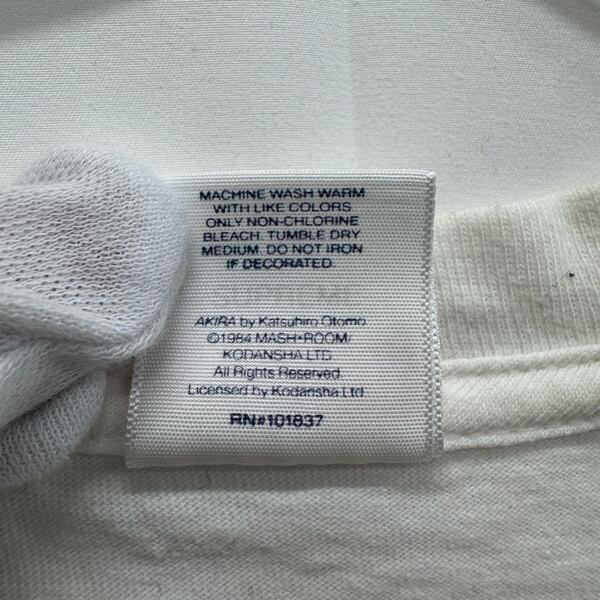 MACHINE WASH WARM
WITH LIKE COLORS
ONLY NON-CHLORINE
BLEACH. TUMBLE DRY
MEDIUM. DO NOT IRON
IF DECORATED.
AKIRA by Katsuhiro Otomo
©1984 MASH•ROOM/
KODANSHA LTD.
All Rights Reserved
Licensed by Kodansha Ltd.
RN#101837